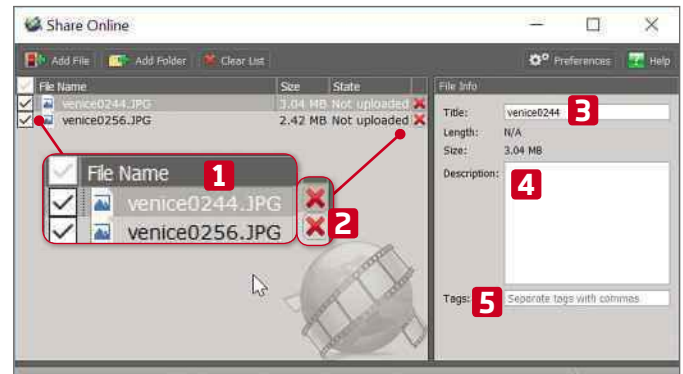 Share Online
Add File Add Folder Clear List Preferences Help
File Name Size State
venice0244.JPG 3.04 MB Not uploaded
venice0256.JPG 2.42 MB Not uploaded
File Name 1
venice0244.JPG
venice0256.JPG 2
File Info
Title: venice0244 3
Length: N/A
Size: 3.04 MB
Description: 4
Tags: 5 Separate tags with commas